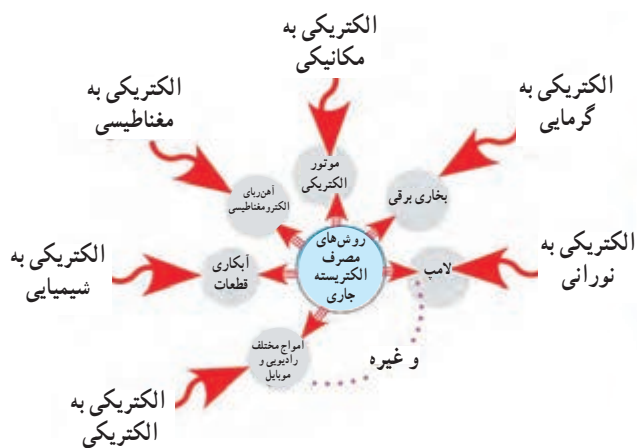 الکتریکی به
مکانیکی
الکتریکی به
گرمایی
الکتریکی به
مغناطیسی
موتور
الکتریکی
بخاری برقی
آهن‌ربای
الکترومغناطیسی
روش‌های
مصرف
الکتریسته
جاری
لامپ
الکتریکی به
نورانی
آبکاری
قطعات
الکتریکی به
شیمیایی
امواج مختلف
رادیویی و
موبایل
و غیره
الکتریکی به
الکتریکی